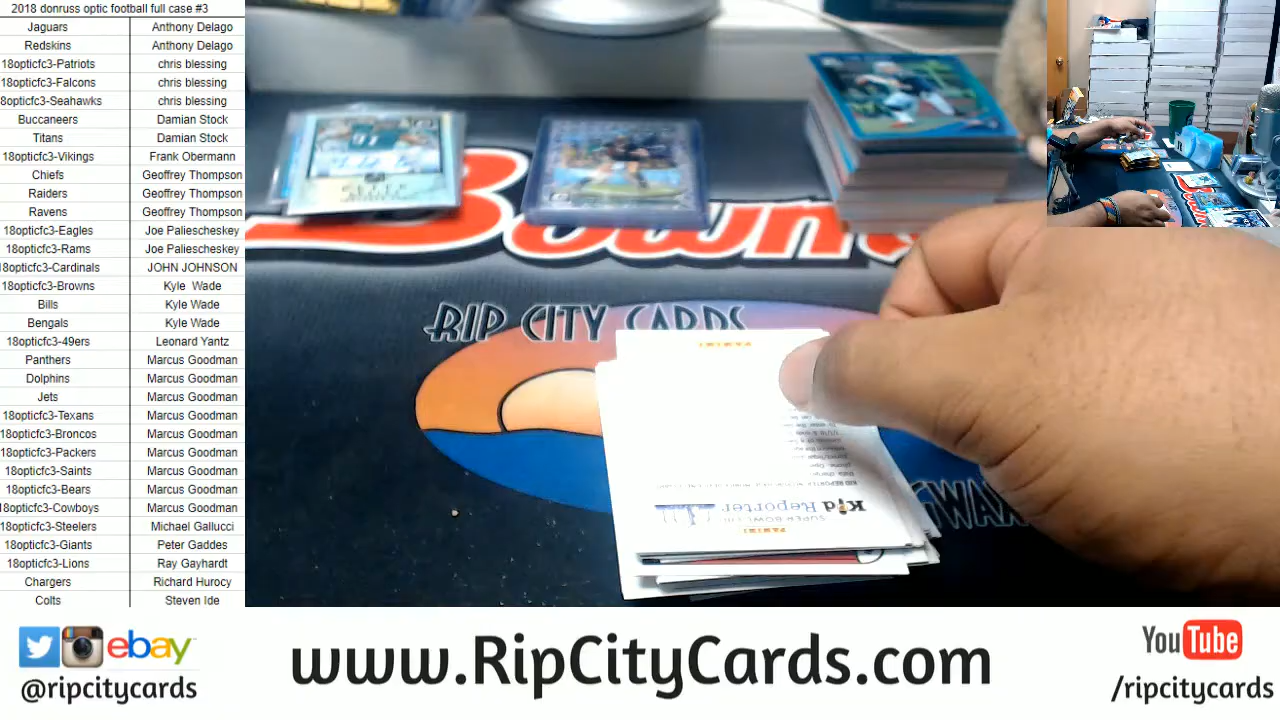 2018 donruss optic football full case #3
Jaguars Anthony Delago
Redskins Anthony Delago
18opticfc3-Patriots chris blessing
18opticfc3-Falcons chris blessing
8opticfc3-Seahawks chris blessing
Buccaneers Damian Stock
Titans Damian Stock
18opticfc3-Vikings Frank Obermann
Chiefs Geoffrey Thompson
Raiders Geoffrey Thompson
Ravens Geoffrey Thompson
18opticfc3-Eagles Joe Paliescheskey
18opticfc3-Rams Joe Paliescheskey
18opticfc3-Cardinals JOHN JOHNSON
18opticfc3-Browns Kyle Wade
Bills Kyle Wade
Bengals Kyle Wade
18opticfc3-49ers Leonard Yantz
Panthers Marcus Goodman
Dolphins Marcus Goodman
Jets Marcus Goodman
18opticfc3-Texans Marcus Goodman
18opticfc3-Broncos Marcus Goodman
18opticfc3-Packers Marcus Goodman
18opticfc3-Saints Marcus Goodman
18opticfc3-Bears Marcus Goodman
8opticfc3-Cowboys Marcus Goodman
18opticfc3-Steelers Michael Gallucci
18opticfc3-Giants Peter Gaddes
18opticfc3-Lions Ray Gayhardt
Chargers Richard Hurocy
Colts Steven Ide
Bowm
RIP CITY CARDS
GWAX
PANINI
Kid Reporter
SUPER BOWL LIII
PANINI
ebay
@ripcitycards
www.RipCityCards.com
YouTube
/ripcitycards